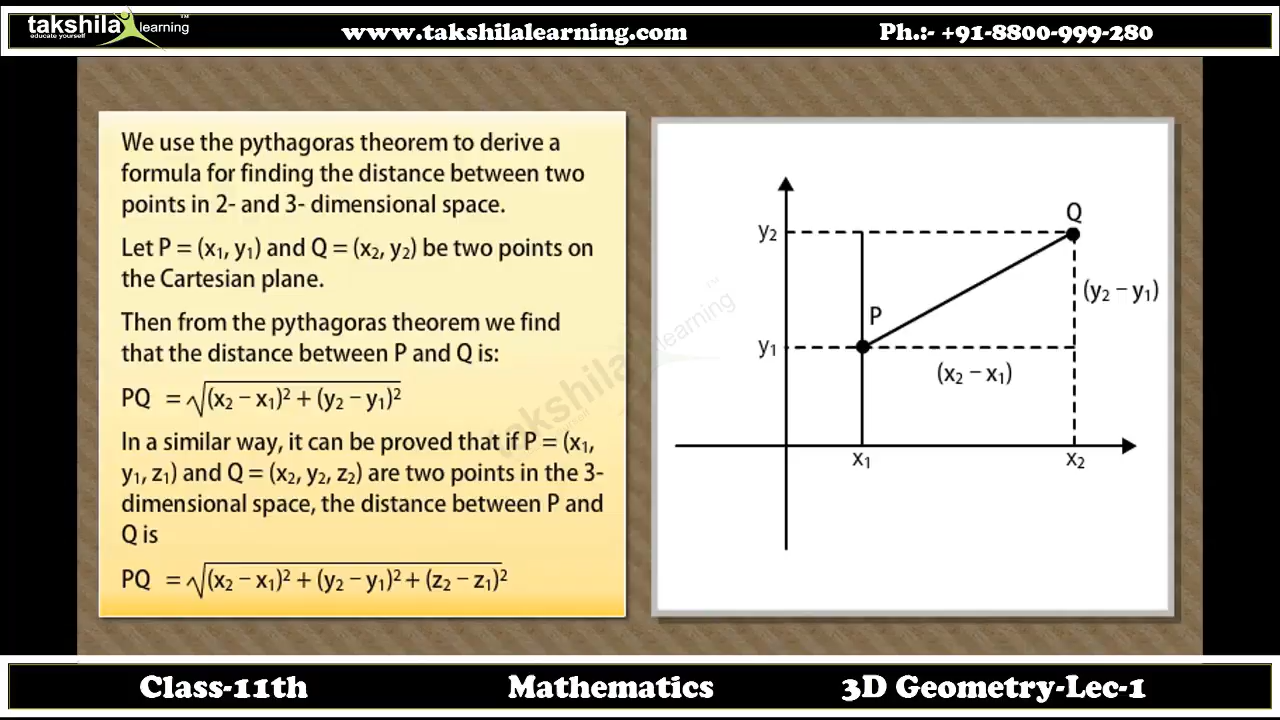 takshila learning™
educate yourself
www.takshilalearning.com
Ph.:- +91-8800-999-280
We use the pythagoras theorem to derive a
formula for finding the distance between two
points in 2- and 3- dimensional space.
Let P = (x₁, y₁) and Q = (x₂, y₂) be two points on
the Cartesian plane.
Then from the pythagoras theorem we find
that the distance between P and Q is:
PQ = √(x₂ − x₁)² + (y₂ − y₁)²
In a similar way, it can be proved that if P = (x₁,
y₁, z₁) and Q = (x₂, y₂, z₂) are two points in the 3-
dimensional space, the distance between P and
Q is
PQ = √(x₂ − x₁)² + (y₂ − y₁)² + (z₂ − z₁)²
Q
y₂
(y₂ − y₁)
P
y₁
(x₂ − x₁)
x₁
x₂
takshila learning™
Class-11th
Mathematics
3D Geometry-Lec-1